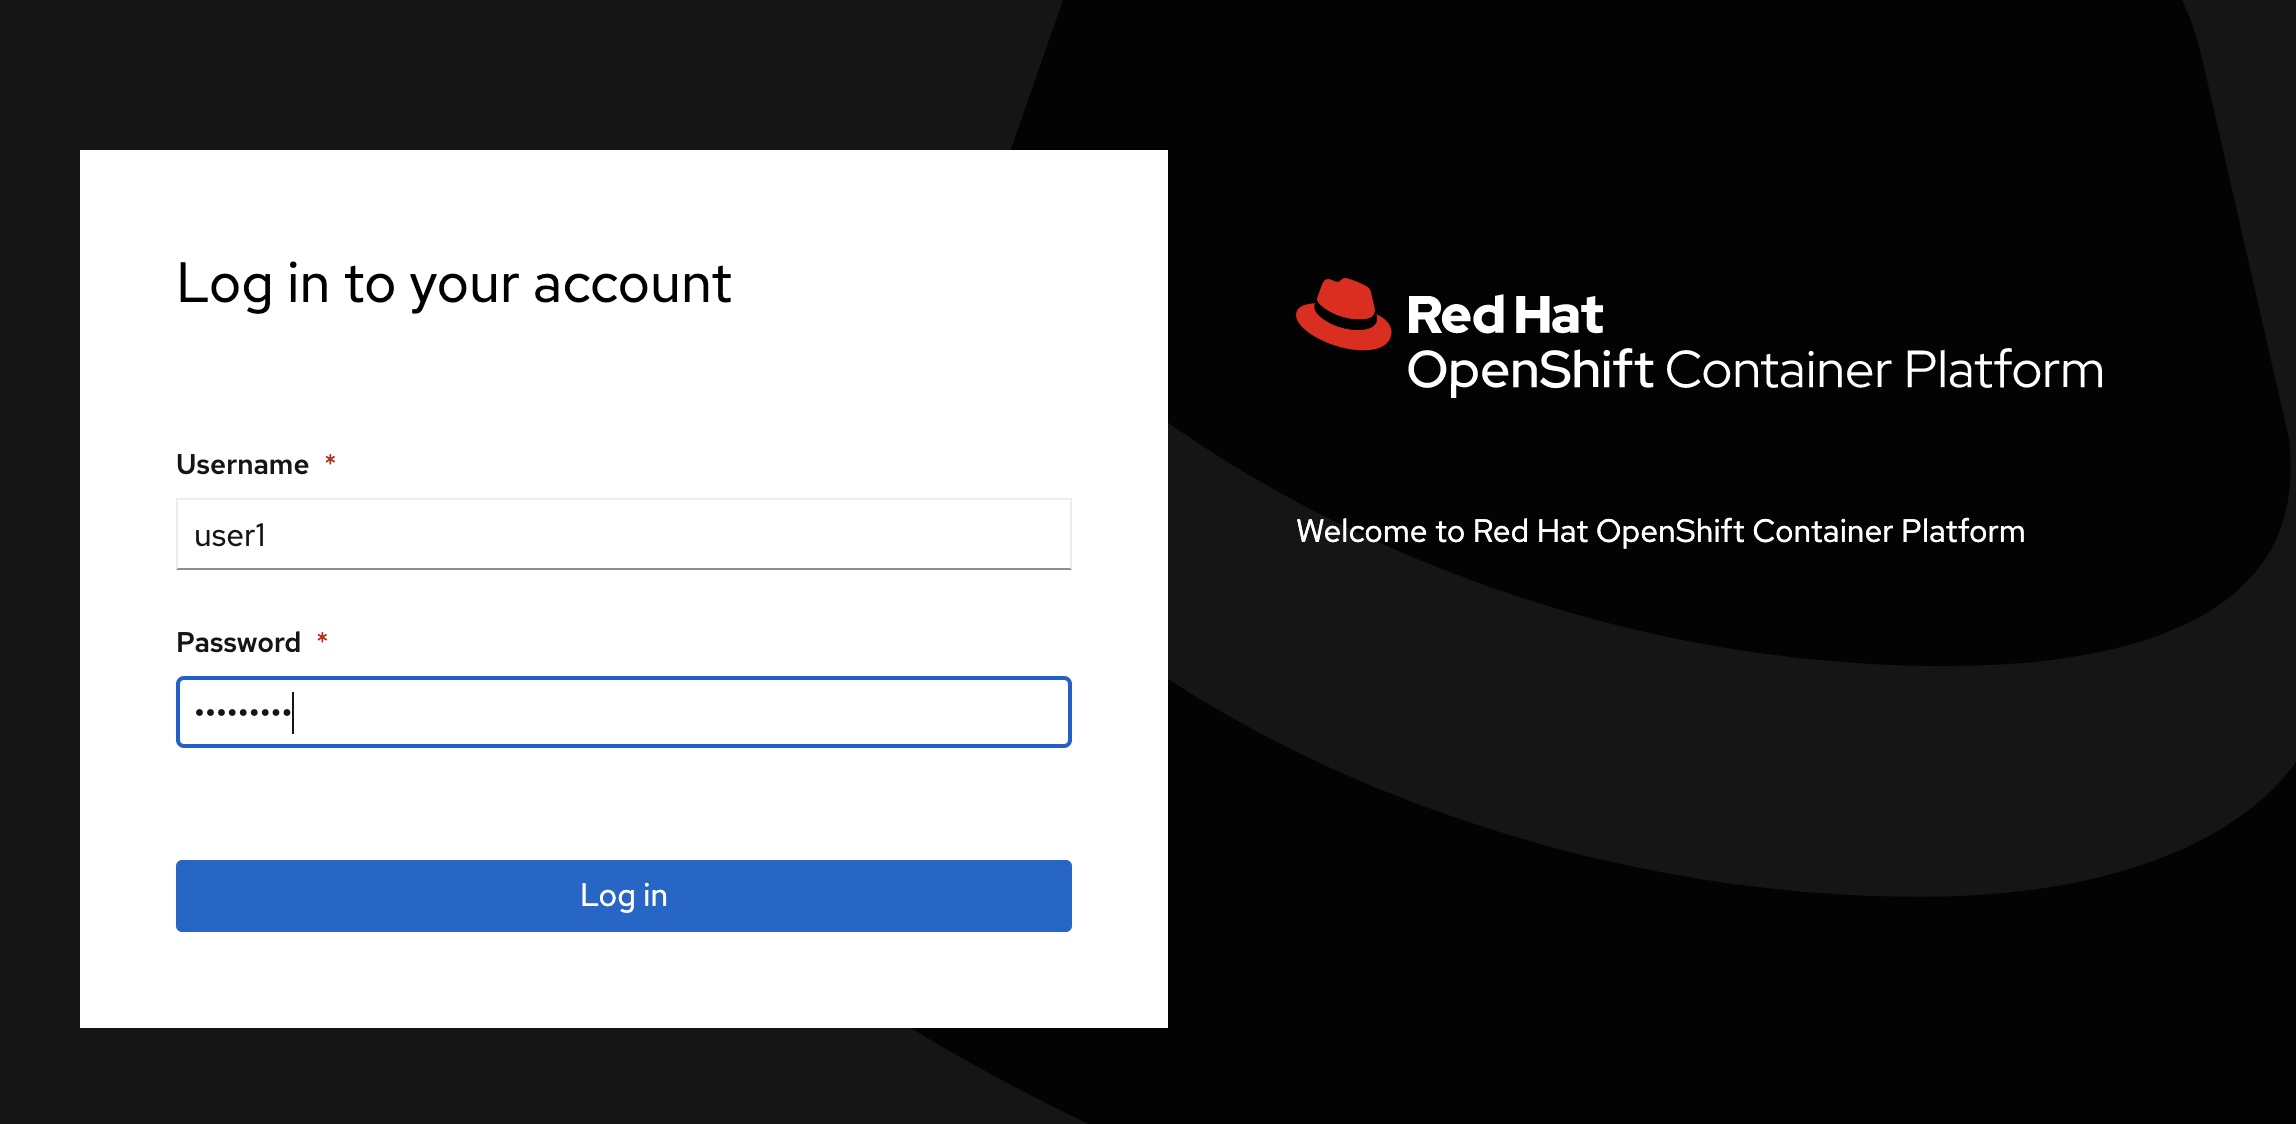 Log in to your account
Username *
user1
Password *
•••••••••
Log in
Red Hat
OpenShift Container Platform
Welcome to Red Hat OpenShift Container Platform